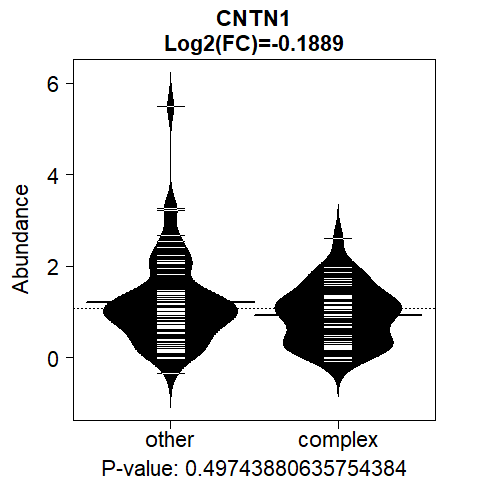 CNTN1
Log2(FC)=-0.1889
Abundance
6
4
2
0
other complex
P-value: 0.49743880635754384